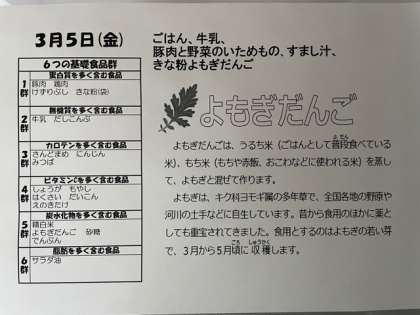 3月5日(金)
ごはん、牛乳、
豚肉と野菜のいためもの、すまし汁、
きな粉よもぎだんご
6つの基礎食品群
蛋白質を多く含む食品
1群
豚肉 鶏肉
けずりぶし きな粉(袋)
無機質を多く含む食品
2群
牛乳 だしこんぶ
カロテンを多く含む食品
3群
さんどまめ にんじん
みつば
ビタミンCを多く含む食品
4群
しょうが もやし
はくさい だいこん
えのきたけ
炭水化物を多く含む食品
5群
精白米
よもぎだんご 砂糖
でんぷん
脂肪を多く含む食品
6群
サラダ油
よもぎだんご
よもぎだんごは、うるち米(ごはんとして普段食べている
ふだん
米)、もち米(もちや赤飯、おこわなどに使われる米)を蒸し
て、よもぎと混ぜて作ります。
よもぎは、キク科ヨモギ属の多年草で、全国各地の野原や
河川の土手などに自生しています。昔から食用のほかに薬と
しても重宝されてきました。食用とするのはよもぎの若い芽
で、3月から5月頃に収穫します。
ごろ しゅうかく